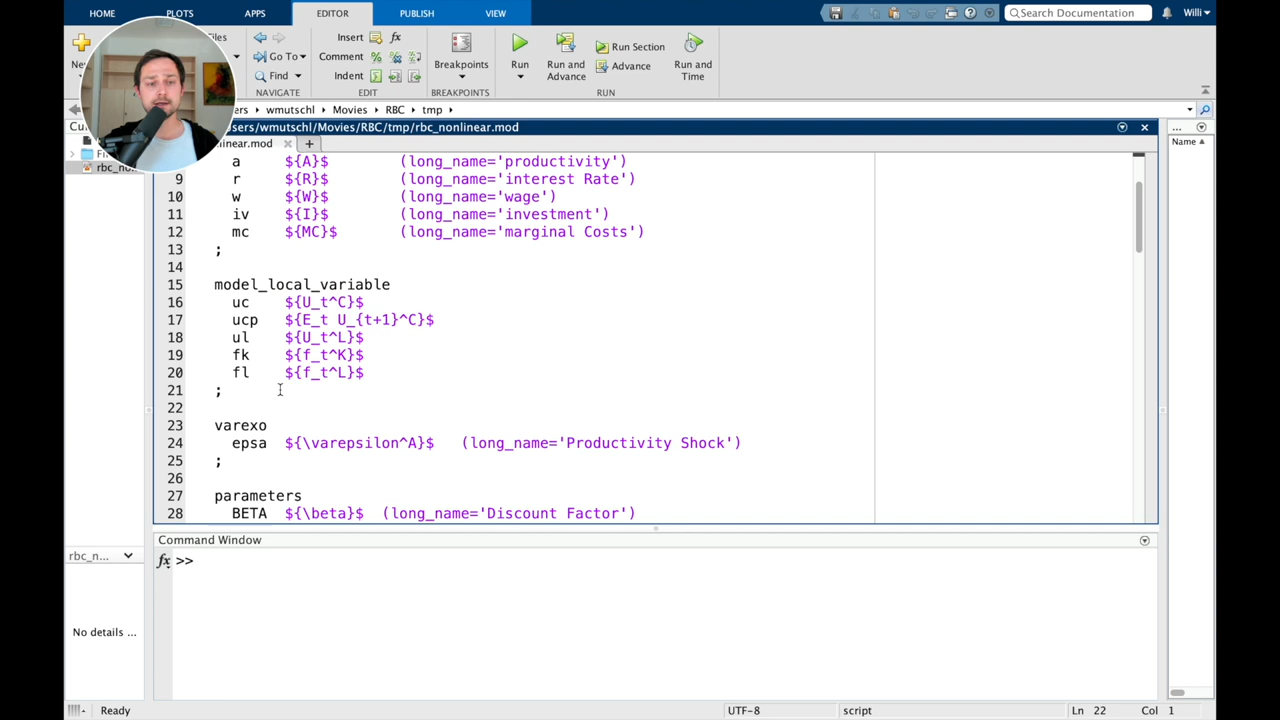 HOME PLOTS APPS EDITOR PUBLISH VIEW
Search Documentation
Willi
Files
Insert fx
Go To
Comment
Find
Indent
Breakpoints
Run
Run and Advance
Run Section
Advance
Run and Time
NAVIGATE EDIT BREAKPOINTS RUN
wmutschl Movies RBC tmp
ers/wmutschl/Movies/RBC/tmp/rbc_nonlinear.mod
Name
linear.mod +
rbc_no...
a ${A}$ (long_name='productivity')
9 r ${R}$ (long_name='interest Rate')
10 w ${W}$ (long_name='wage')
11 iv ${I}$ (long_name='investment')
12 mc ${MC}$ (long_name='marginal Costs')
13 ;
14
15 model_local_variable
16 uc ${U_t^C}$
17 ucp ${E_t U_{t+1}^C}$
18 ul ${U_t^L}$
19 fk ${f_t^K}$
20 fl ${f_t^L}$
21 ;
22
23 varexo
24 epsa ${\varepsilon^A}$ (long_name='Productivity Shock')
25 ;
26
27 parameters
28 BETA ${\beta}$ (long_name='Discount Factor')
Command Window
rbc_n...
fx >>
No details ...
Ready
UTF-8
script
Ln 22 Col 1